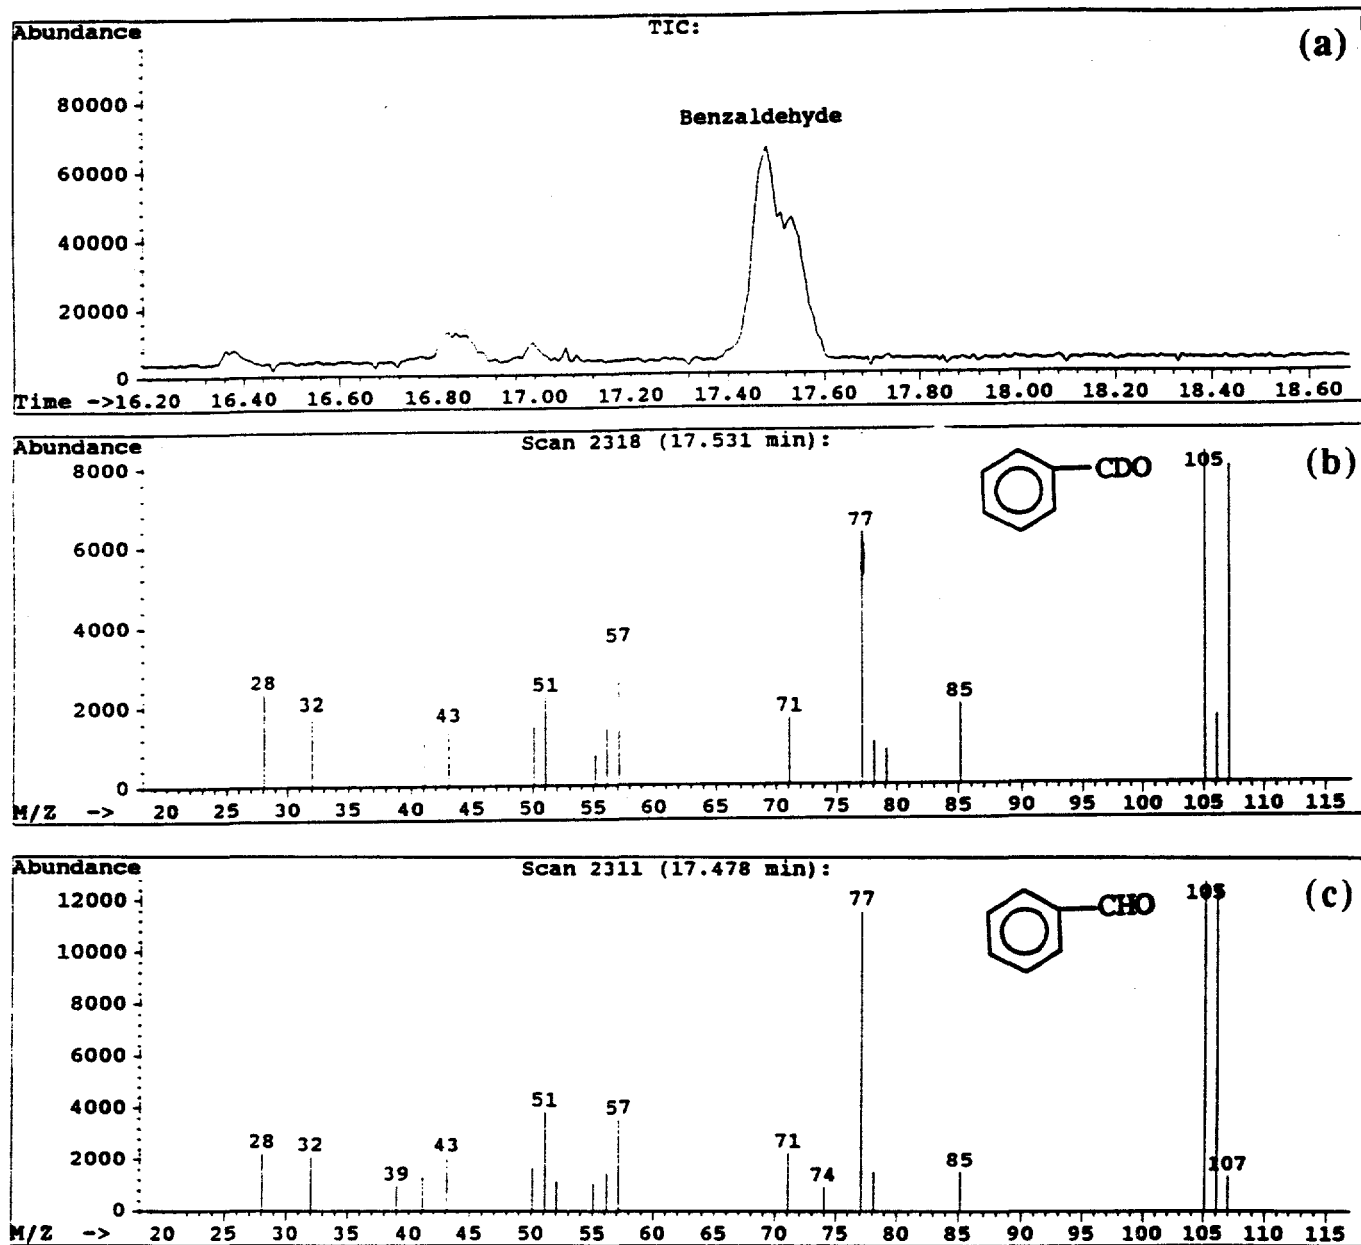 Abundance TIC: (a)
80000
Benzaldehyde
60000
40000
20000
0
Time ->16.20 16.40 16.60 16.80 17.00 17.20 17.40 17.60 17.80 18.00 18.20 18.40 18.60
Abundance Scan 2318 (17.531 min): (b)
8000
CDO
105
77
6000
4000
57
28 32 43 51 71 85
2000
0
M/Z -> 20 25 30 35 40 45 50 55 60 65 70 75 80 85 90 95 100 105 110 115
Abundance Scan 2311 (17.478 min): (c)
12000
77
CHO
105
10000
8000
6000
4000
51 57
28 32 39 43 71 74 85 107
2000
0
M/Z -> 20 25 30 35 40 45 50 55 60 65 70 75 80 85 90 95 100 105 110 115